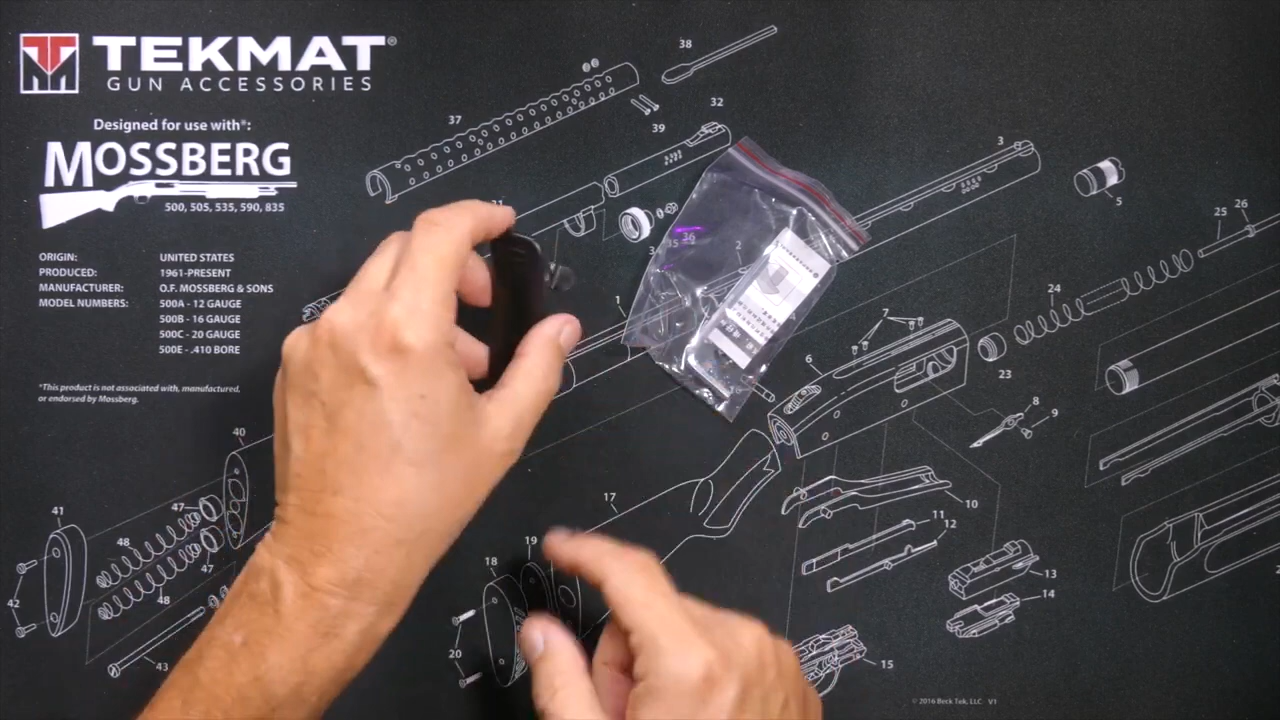 TEKMAT®
GUN ACCESSORIES
Designed for use with*:
MOSSBERG
500, 505, 535, 590, 835
ORIGIN: UNITED STATES
PRODUCED: 1961-PRESENT
MANUFACTURER: O.F. MOSSBERG & SONS
MODEL NUMBERS: 500A - 12 GAUGE
500B - 16 GAUGE
500C - 20 GAUGE
500E - .410 BORE
*This product is not associated with, manufactured,
or endorsed by Mossberg.
38
37
32
39
3
5
25
26
36
35
2
24
1
7
6
23
8
9
40
41
47
48
47
48
42
43
17
18
19
20
10
11
12
13
14
15
© 2016 Beck Tek, LLC V1